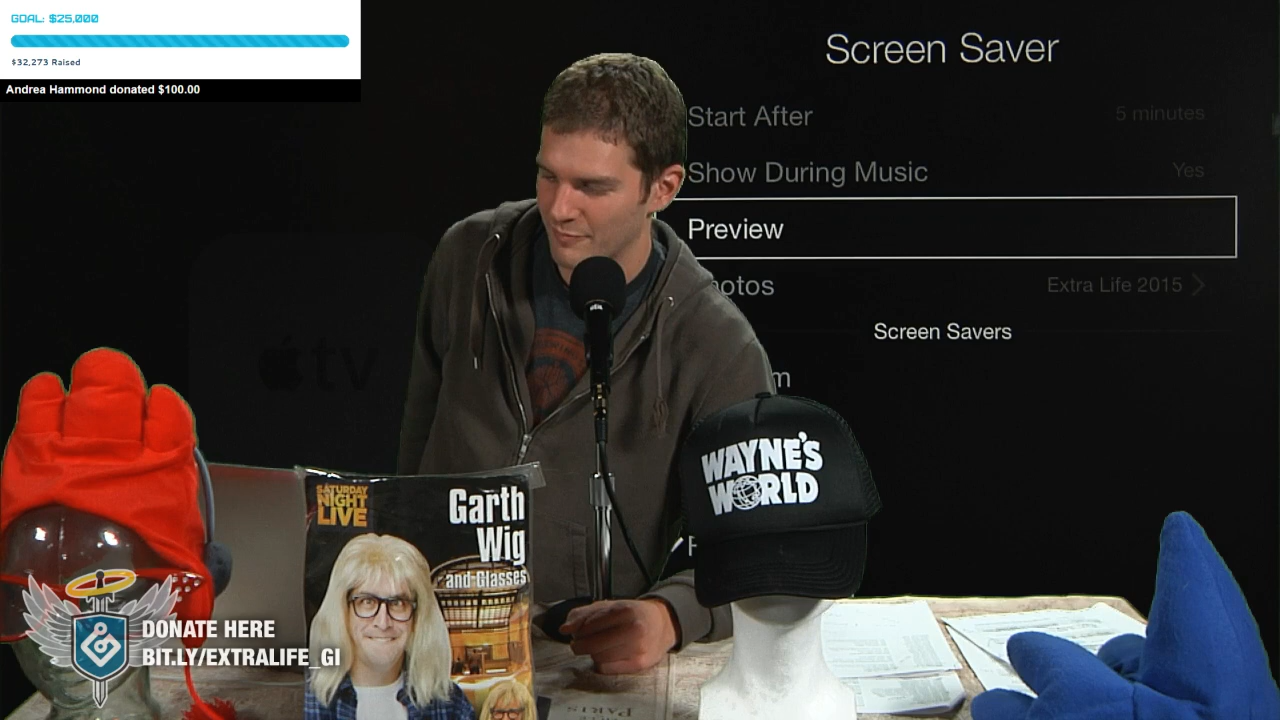 GOAL: $25,000
$32,273 Raised
Andrea Hammond donated $100.00
Screen Saver
Start After 5 minutes
Show During Music Yes
Preview
otos Extra Life 2015
Screen Savers
m
tv
WAYNE'S
WORLD
SATURDAY
NIGHT
LIVE
Garth
Wig
and Glasses
DONATE HERE
BIT.LY/EXTRALIFE_GI